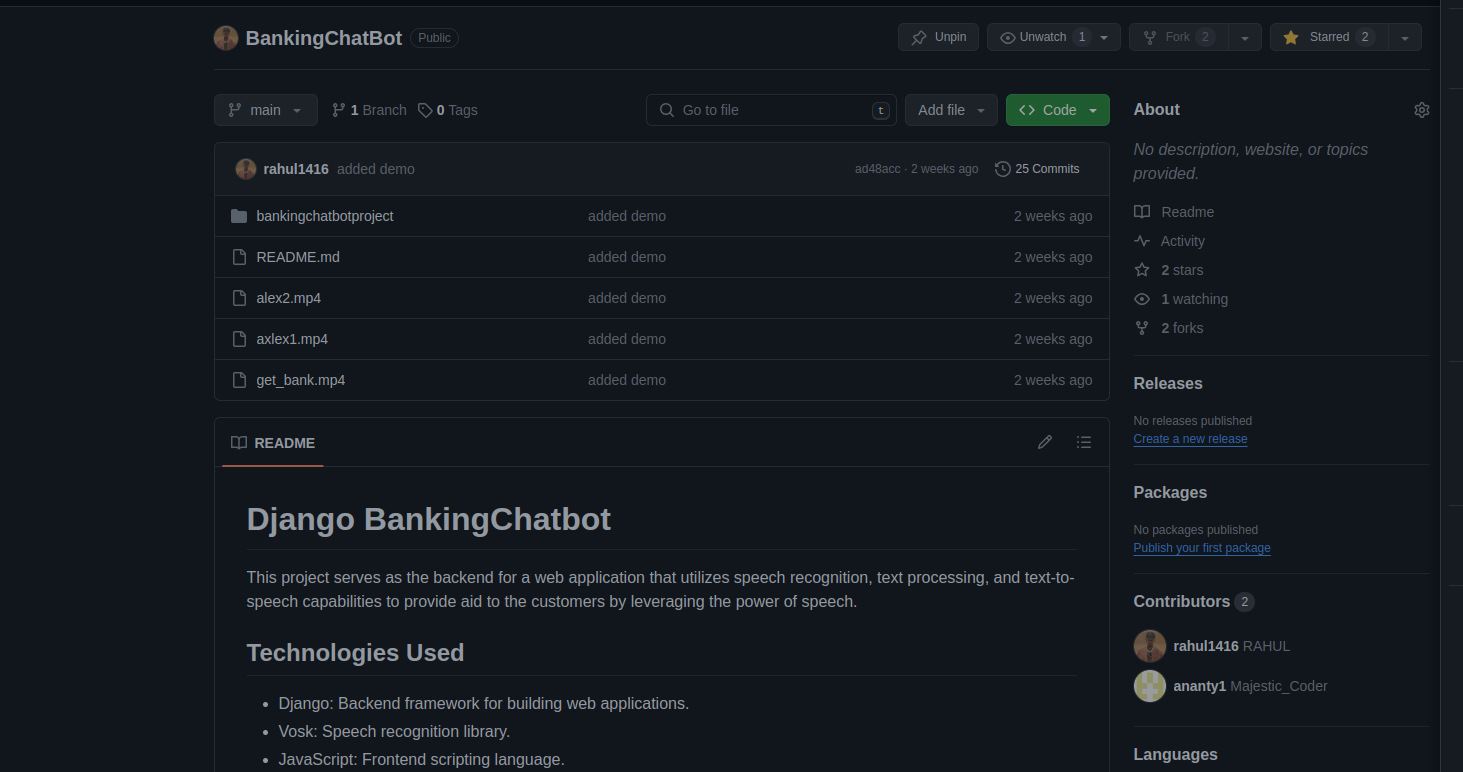 BankingChatBot Public Unpin Unwatch 1 Fork 2 Starred 2
main 1 Branch 0 Tags Go to file t Add file Code
rahul1416 added demo ad48acc · 2 weeks ago 25 Commits
bankingchatbotproject added demo 2 weeks ago
README.md added demo 2 weeks ago
alex2.mp4 added demo 2 weeks ago
axlex1.mp4 added demo 2 weeks ago
get_bank.mp4 added demo 2 weeks ago
README
Django BankingChatbot
This project serves as the backend for a web application that utilizes speech recognition, text processing, and text-to-
speech capabilities to provide aid to the customers by leveraging the power of speech.
Technologies Used
• Django: Backend framework for building web applications.
• Vosk: Speech recognition library.
• JavaScript: Frontend scripting language.
About
No description, website, or topics
provided.
Readme
Activity
2 stars
1 watching
2 forks
Releases
No releases published
Create a new release
Packages
No packages published
Publish your first package
Contributors 2
rahul1416 RAHUL
ananty1 Majestic_Coder
Languages